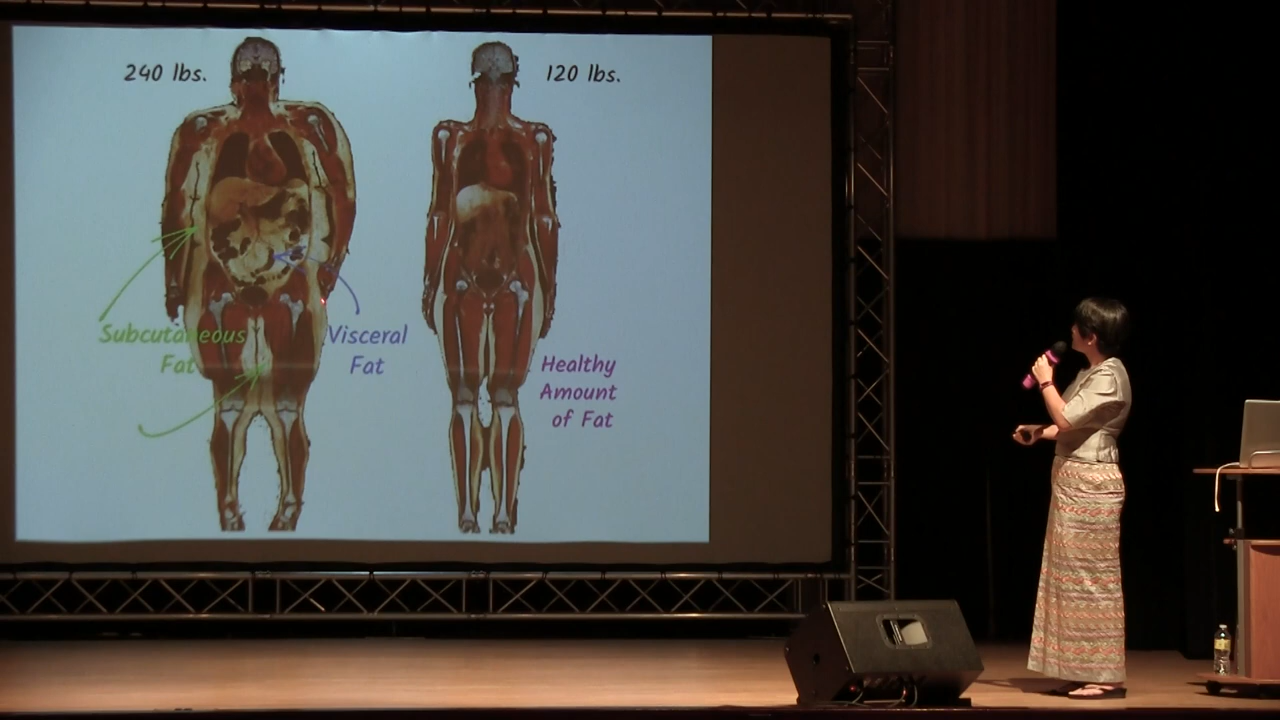 240 lbs.
120 lbs.
Subcutaneous
Fat
Visceral
Fat
Healthy
Amount
of Fat